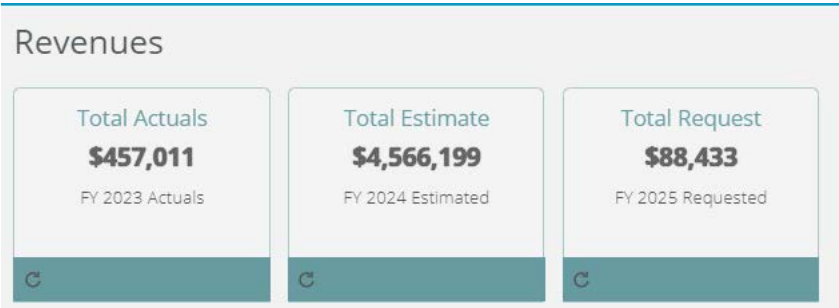 Revenues
Total Actuals
$457,011
FY 2023 Actuals
Total Estimate
$4,566,199
FY 2024 Estimated
Total Request
$88,433
FY 2025 Requested